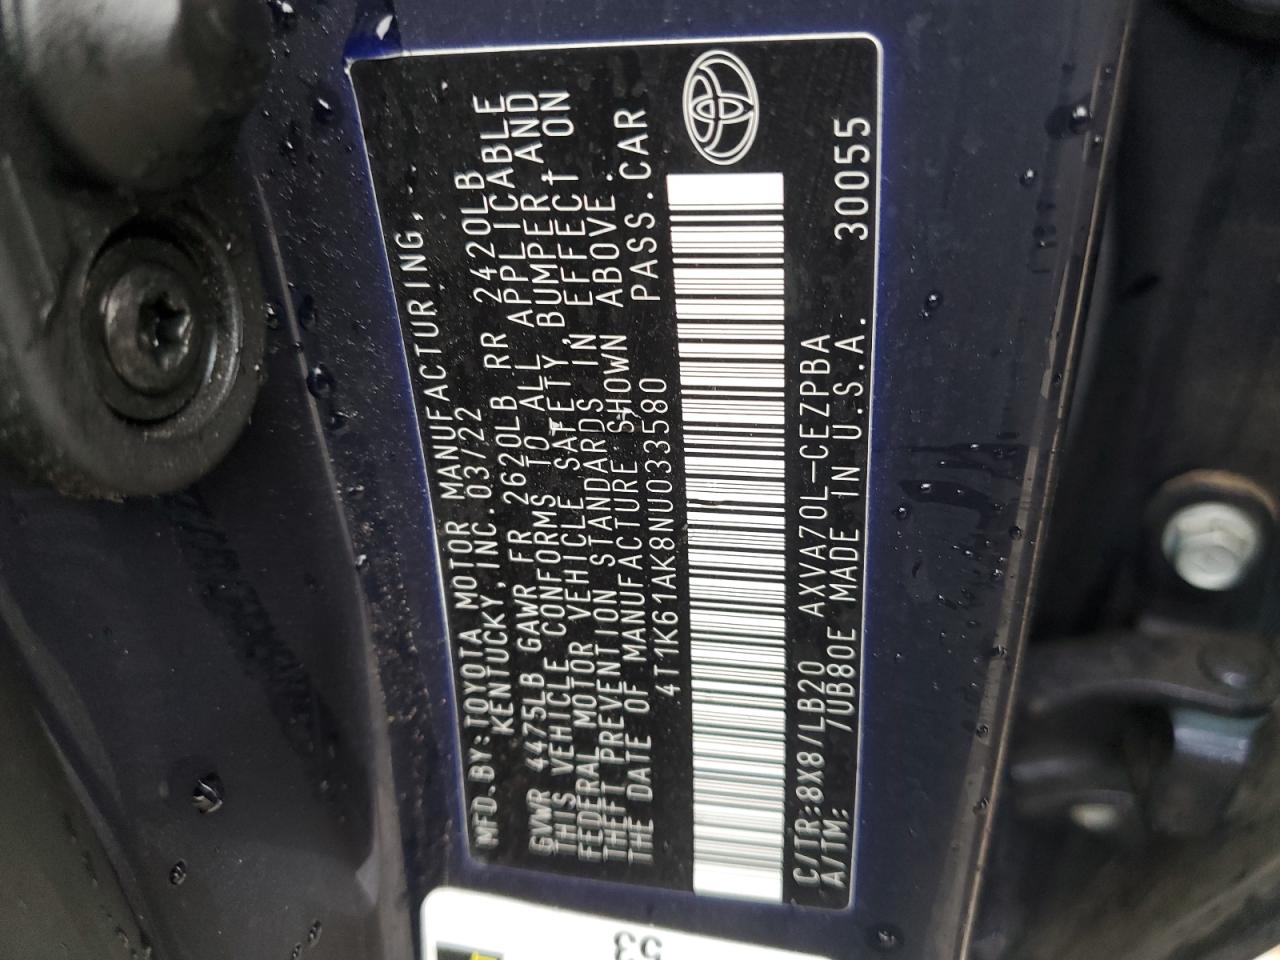 MFD.BY:TOYOTA MOTOR MANUFACTURING,
KENTUCKY,INC.03/22
GVWR 4475LB GAWR FR 2620LB RR 2420LB
THIS VEHICLE CONFORMS TO ALL APPLICABLE
FEDERAL MOTOR VEHICLE SAFETY, BUMPER, AND
THEFT PREVENTION STANDARDS IN EFFECT ON
THE DATE OF MANUFACTURE SHOWN ABOVE.
4T1K61AK8NU033580 PASS.CAR
C/TR:8X8/LB20 AXVA70L-CEZPBA
A/TM: /UB80E MADE IN U.S.A. 30055
53